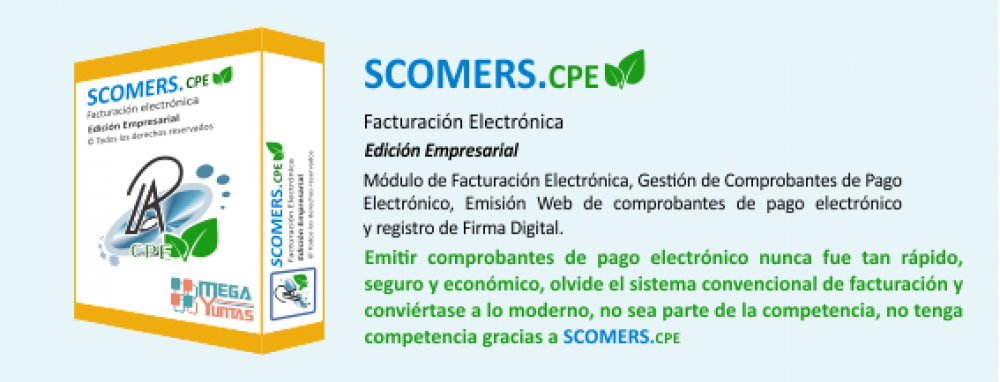 SCOMERS.CPE
Facturación electrónica
Edición Empresarial
© Todos los derechos reservados
PA
CPE
MEGA
YUNTAS
SCOMERS.CPE
Facturación Electrónica
Edición Empresarial
© Todos los derechos reservados
SCOMERS.CPE
Facturación Electrónica
Edición Empresarial
Módulo de Facturación Electrónica, Gestión de Comprobantes de Pago
Electrónico, Emisión Web de comprobantes de pago electrónico
y registro de Firma Digital.
Emitir comprobantes de pago electrónico nunca fue tan rápido,
seguro y económico, olvide el sistema convencional de facturación y
conviértase a lo moderno, no sea parte de la competencia, no tenga
competencia gracias a SCOMERS.CPE